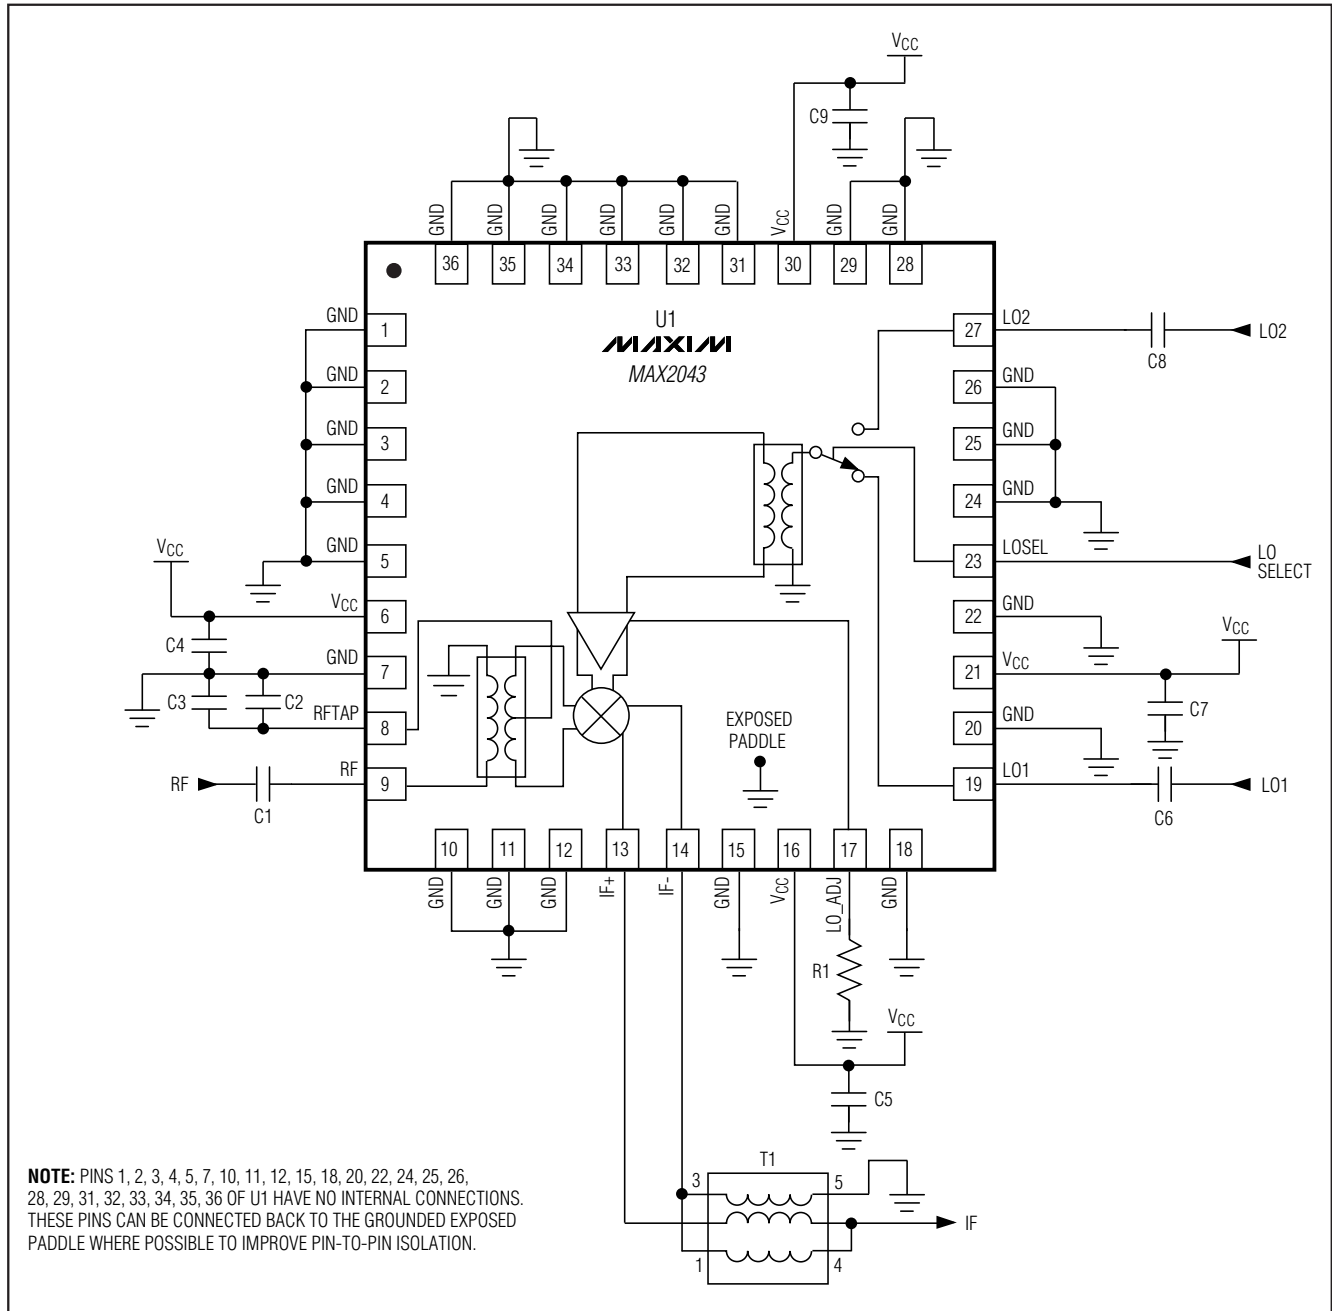 VCC
C9
GND
GND
GND
GND
GND
GND
VCC
GND
GND
36
35
34
33
32
31
30
29
28
U1
MAXIM
MAX2043
GND
1
GND
2
GND
3
GND
4
GND
5
VCC
VCC
6
C4
GND
7
C3
C2
RFTAP
8
RF
RF
9
C1
27
LO2
C8
LO2
26
GND
25
GND
24
GND
23
LOSEL
LO
SELECT
22
GND
VCC
21
VCC
C7
20
GND
19
LO1
C6
LO1
EXPOSED
PADDLE
10
11
12
13
14
15
16
17
18
GND
GND
GND
IF+
IF-
GND
VCC
LO_ADJ
GND
R1
VCC
C5
T1
3
5
IF
1
4
NOTE: PINS 1, 2, 3, 4, 5, 7, 10, 11, 12, 15, 18, 20, 22, 24, 25, 26,
28, 29, 31, 32, 33, 34, 35, 36 OF U1 HAVE NO INTERNAL CONNECTIONS.
THESE PINS CAN BE CONNECTED BACK TO THE GROUNDED EXPOSED
PADDLE WHERE POSSIBLE TO IMPROVE PIN-TO-PIN ISOLATION.